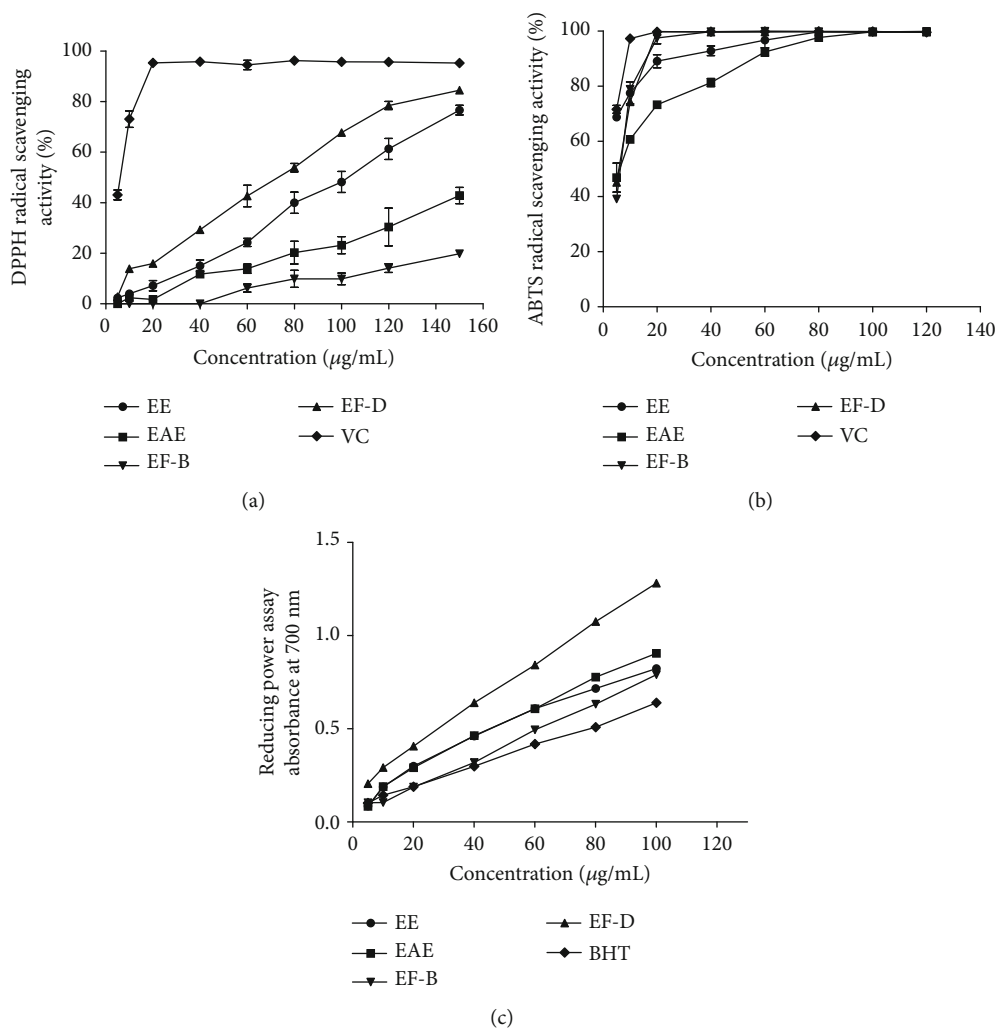 100
80
60
40
20
0
DPPH radical scavenging
activity (%)
0 20 40 60 80 100 120 140 160
Concentration (µg/mL)
EE
EAE
EF-B
EF-D
VC
(a)
100
80
60
40
20
0
ABTS radical scavenging activity (%)
0 20 40 60 80 100 120 140
Concentration (µg/mL)
EE
EAE
EF-B
EF-D
VC
(b)
1.5
1.0
0.5
0.0
Reducing power assay
absorbance at 700 nm
20 40 60 80 100 120
Concentration (µg/mL)
EE
EAE
EF-B
EF-D
BHT
(c)